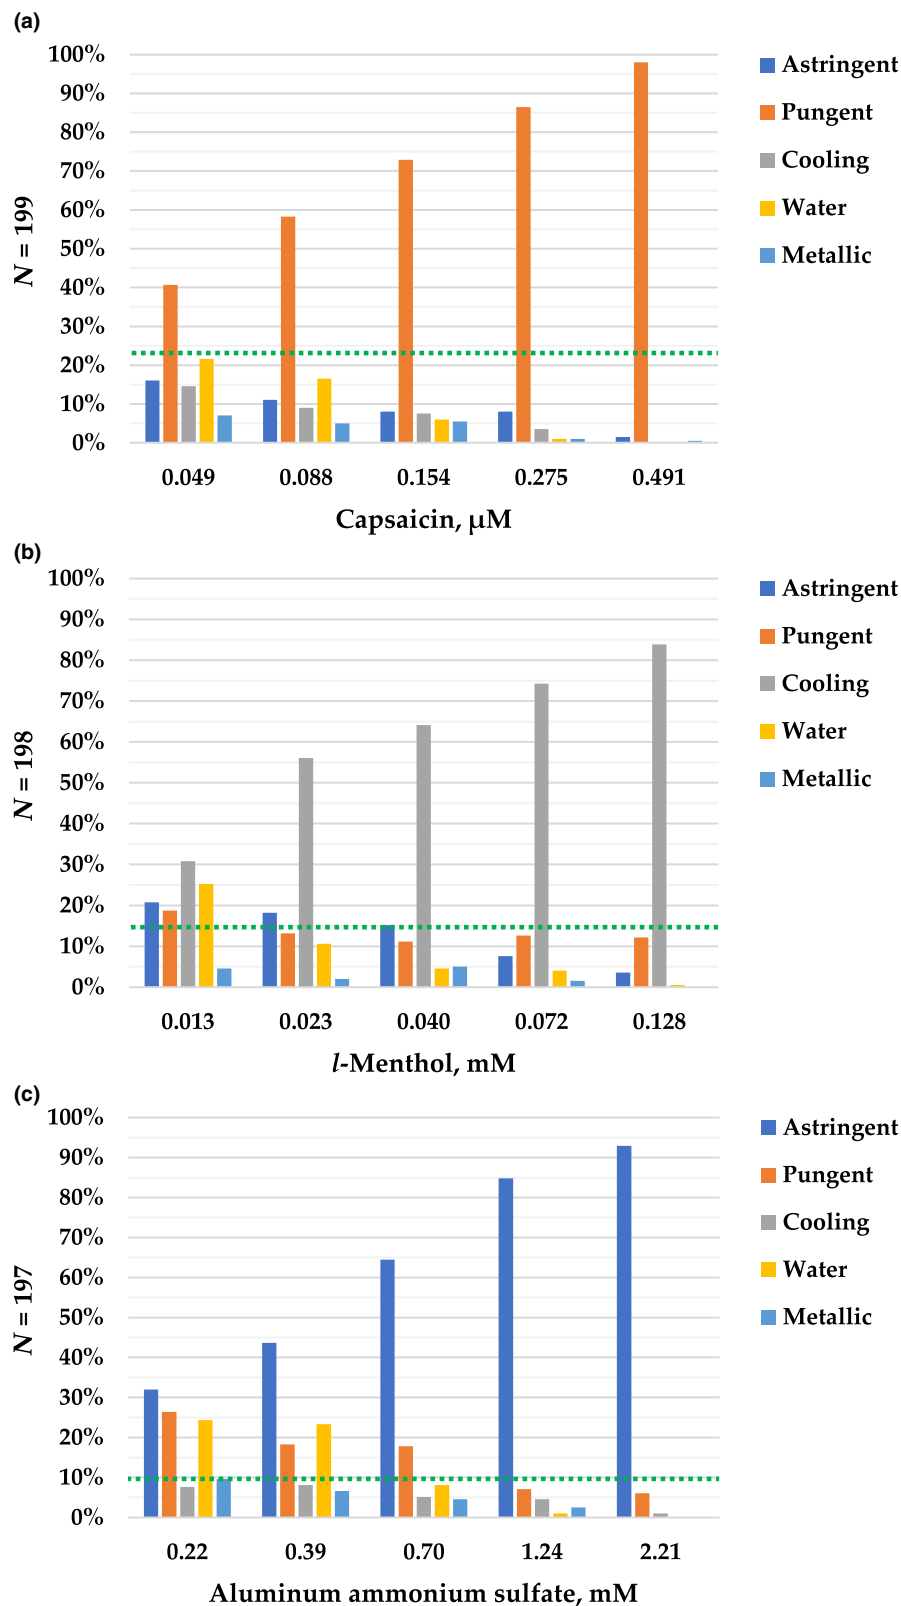 (a)
100%
90%
80%
70%
60%
50%
40%
30%
20%
10%
0%
N = 199
0.049 0.088 0.154 0.275 0.491
Capsaicin, μM
Astringent
Pungent
Cooling
Water
Metallic
(b)
100%
90%
80%
70%
60%
50%
40%
30%
20%
10%
0%
N = 198
0.013 0.023 0.040 0.072 0.128
l-Menthol, mM
Astringent
Pungent
Cooling
Water
Metallic
(c)
100%
90%
80%
70%
60%
50%
40%
30%
20%
10%
0%
N = 197
0.22 0.39 0.70 1.24 2.21
Aluminum ammonium sulfate, mM
Astringent
Pungent
Cooling
Water
Metallic